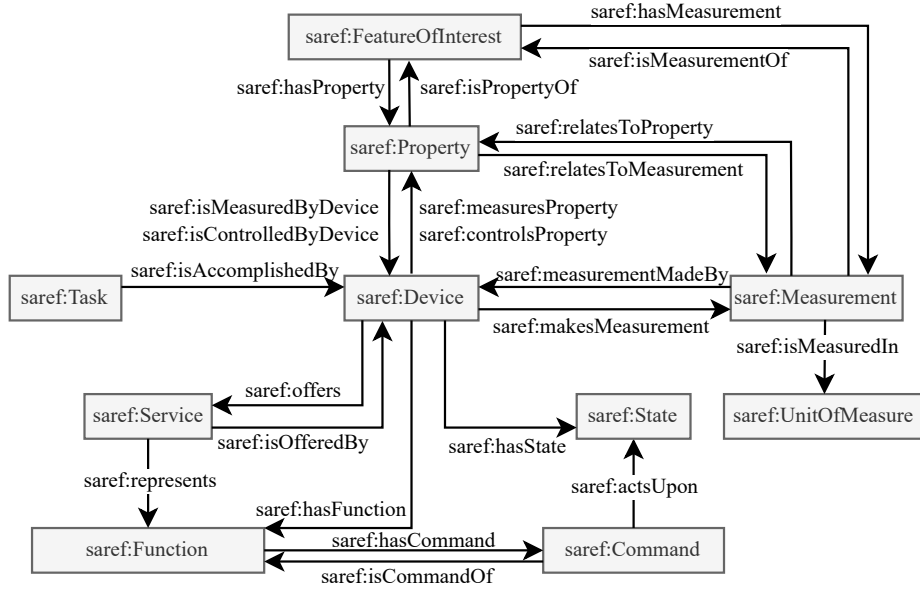 saref:hasMeasurement
saref:FeatureOfInterest
saref:isMeasurementOf
saref:hasProperty
saref:isPropertyOf
saref:relatesToProperty
saref:Property
saref:relatesToMeasurement
saref:isMeasuredByDevice
saref:measuresProperty
saref:isControlledByDevice
saref:controlsProperty
saref:isAccomplishedBy
saref:measurementMadeBy
saref:Task
saref:Device
saref:Measurement
saref:makesMeasurement
saref:isMeasuredIn
saref:offers
saref:Service
saref:State
saref:UnitOfMeasure
saref:isOfferedBy
saref:hasState
saref:represents
saref:actsUpon
saref:hasFunction
saref:Function
saref:hasCommand
saref:Command
saref:isCommandOf